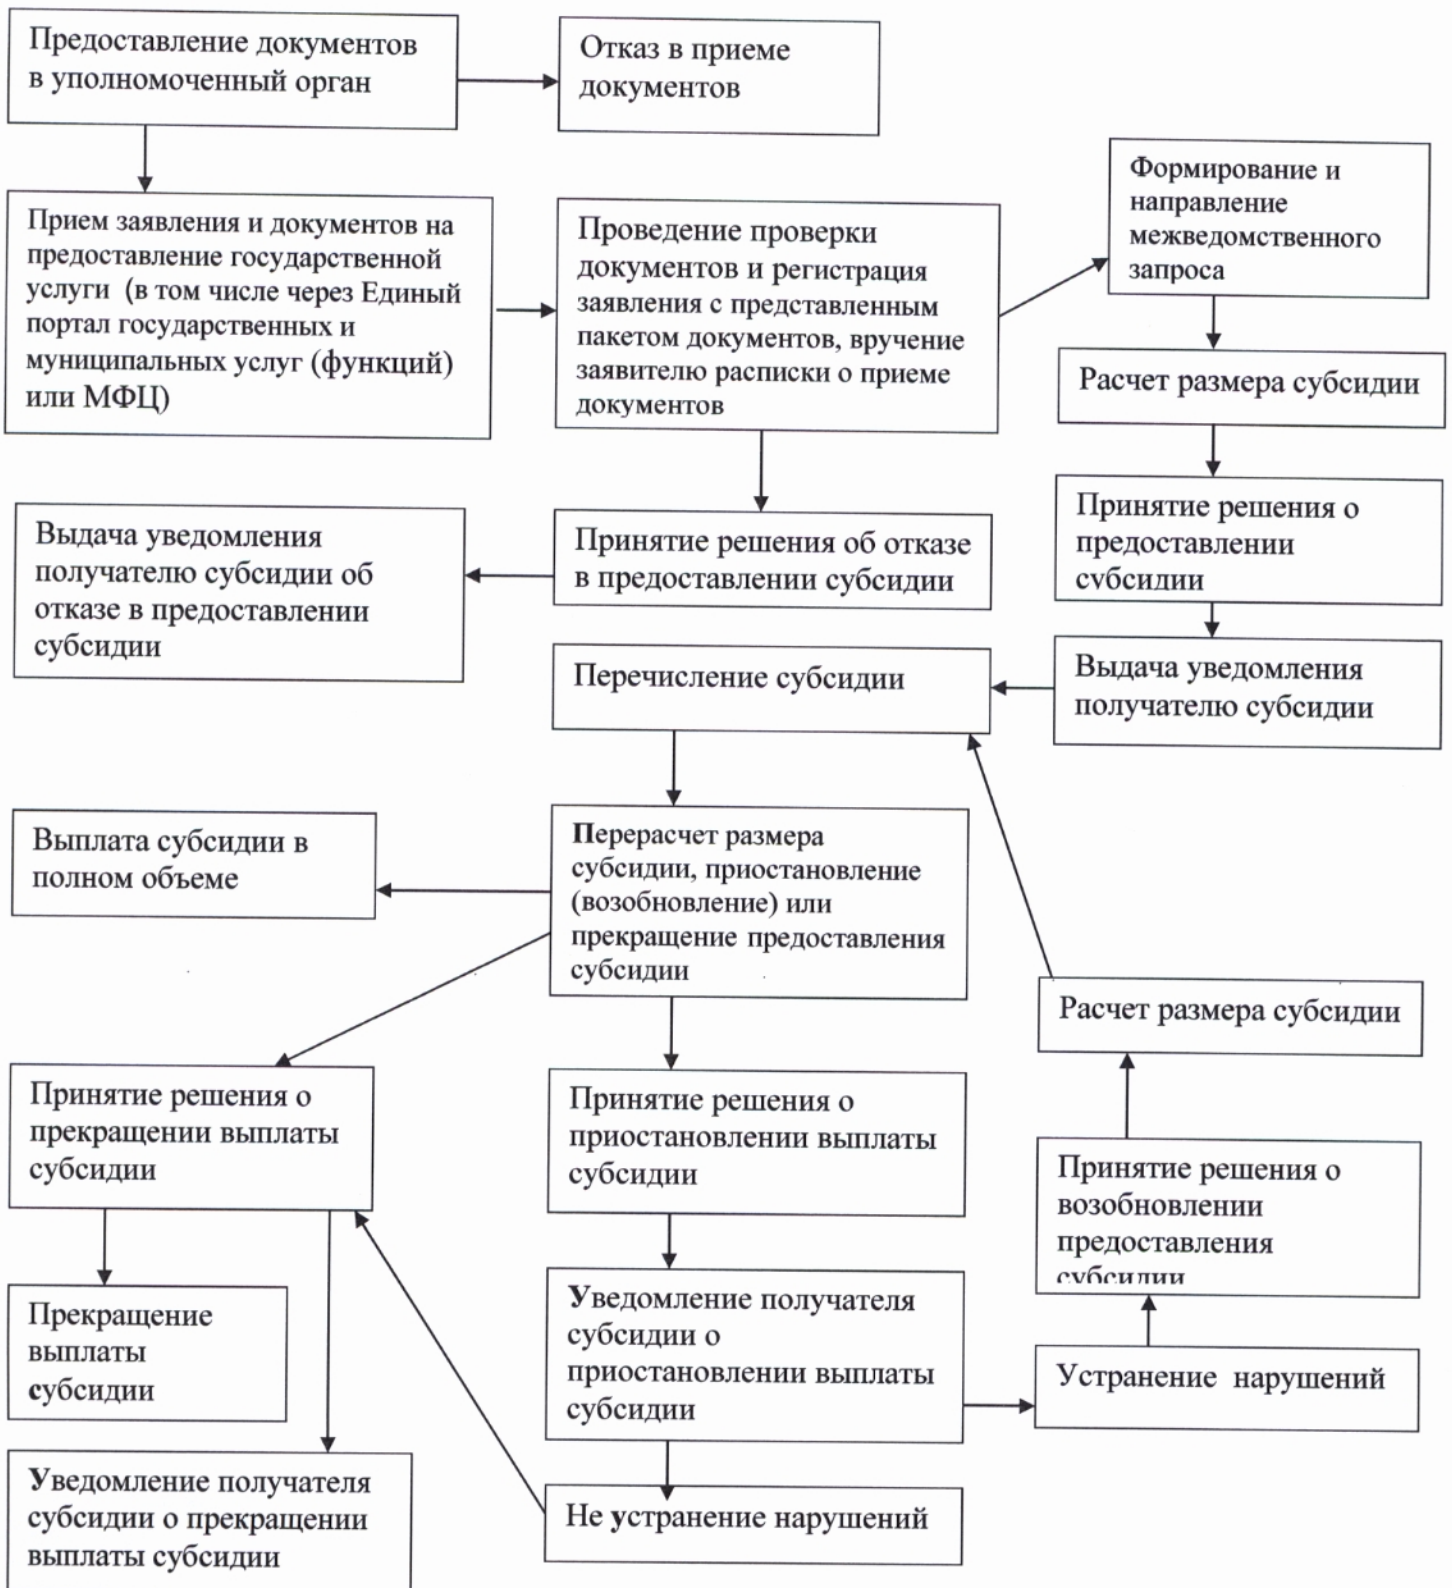 Предоставление документов
в уполномоченный орган
Отказ в приеме
документов
Формирование и
направление
межведомственного
запроса
Прием заявления и документов на
предоставление государственной
услуги (в том числе через Единый
портал государственных и
муниципальных услуг (функций)
или МФЦ)
Проведение проверки
документов и регистрация
заявления с представленным
пакетом документов, вручение
заявителю расписки о приеме
документов
Расчет размера субсидии
Принятие решения о
предоставлении
субсидии
Выдача уведомления
получателю субсидии об
отказе в предоставлении
субсидии
Принятие решения об отказе
в предоставлении субсидии
Выдача уведомления
получателю субсидии
Перечисление субсидии
Выплата субсидии в
полном объеме
Перерасчет размера
субсидии, приостановление
(возобновление) или
прекращение предоставления
субсидии
Расчет размера субсидии
Принятие решения о
прекращении выплаты
субсидии
Принятие решения о
приостановлении выплаты
субсидии
Принятие решения о
возобновлении
предоставления
субсидии
Прекращение
выплаты
субсидии
Уведомление получателя
субсидии о
приостановлении выплаты
субсидии
Устранение нарушений
Уведомление получателя
субсидии о прекращении
выплаты субсидии
Не устранение нарушений